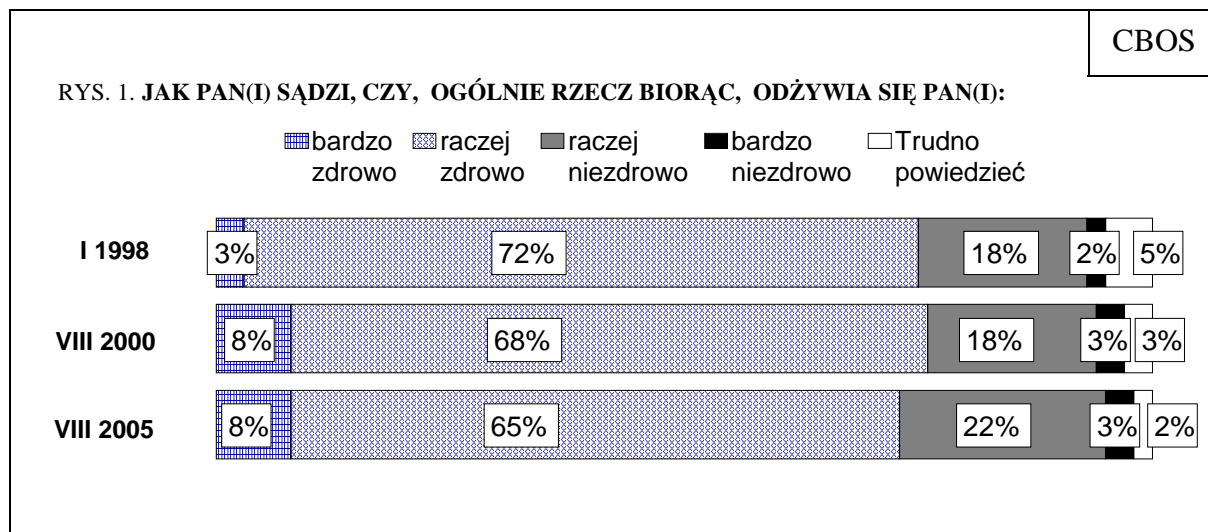 CBOS
RYS. 1. JAK PAN(I) SĄDZI, CZY, OGÓLNIE RZECZ BIORĄC, ODŻYWIA SIĘ PAN(I):
bardzo zdrowo raczej zdrowo raczej niezdrowo bardzo niezdrowo Trudno powiedzieć
I 1998 3% 72% 18% 2% 5%
VIII 2000 8% 68% 18% 3% 3%
VIII 2005 8% 65% 22% 3% 2%